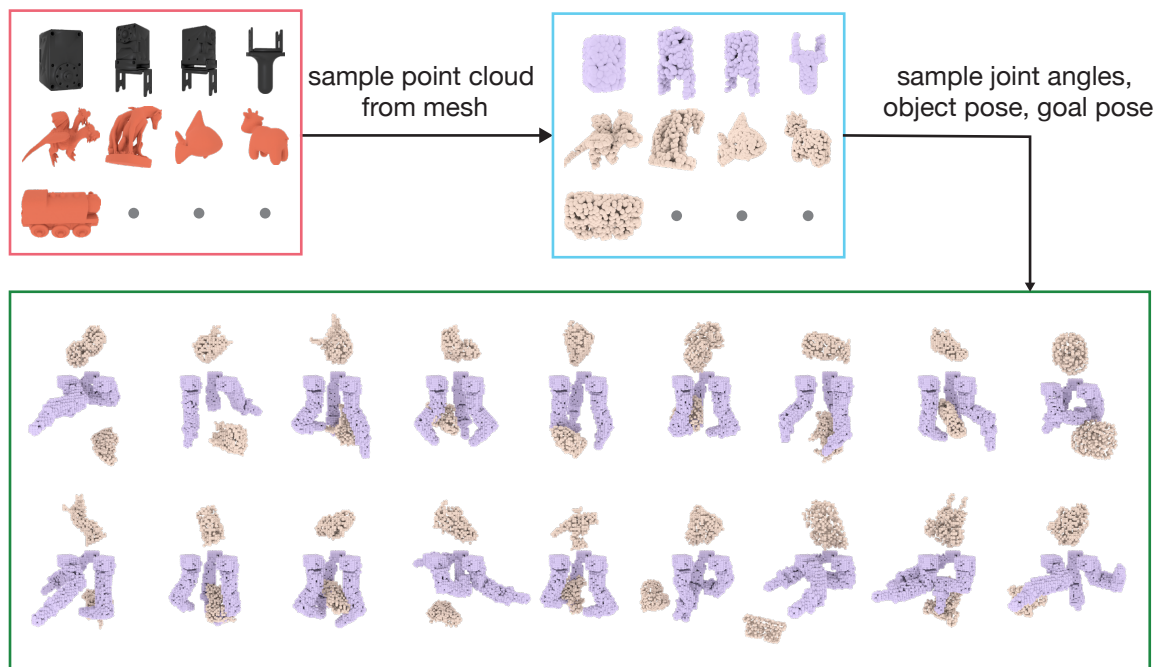 sample point cloud
from mesh
sample joint angles,
object pose, goal pose